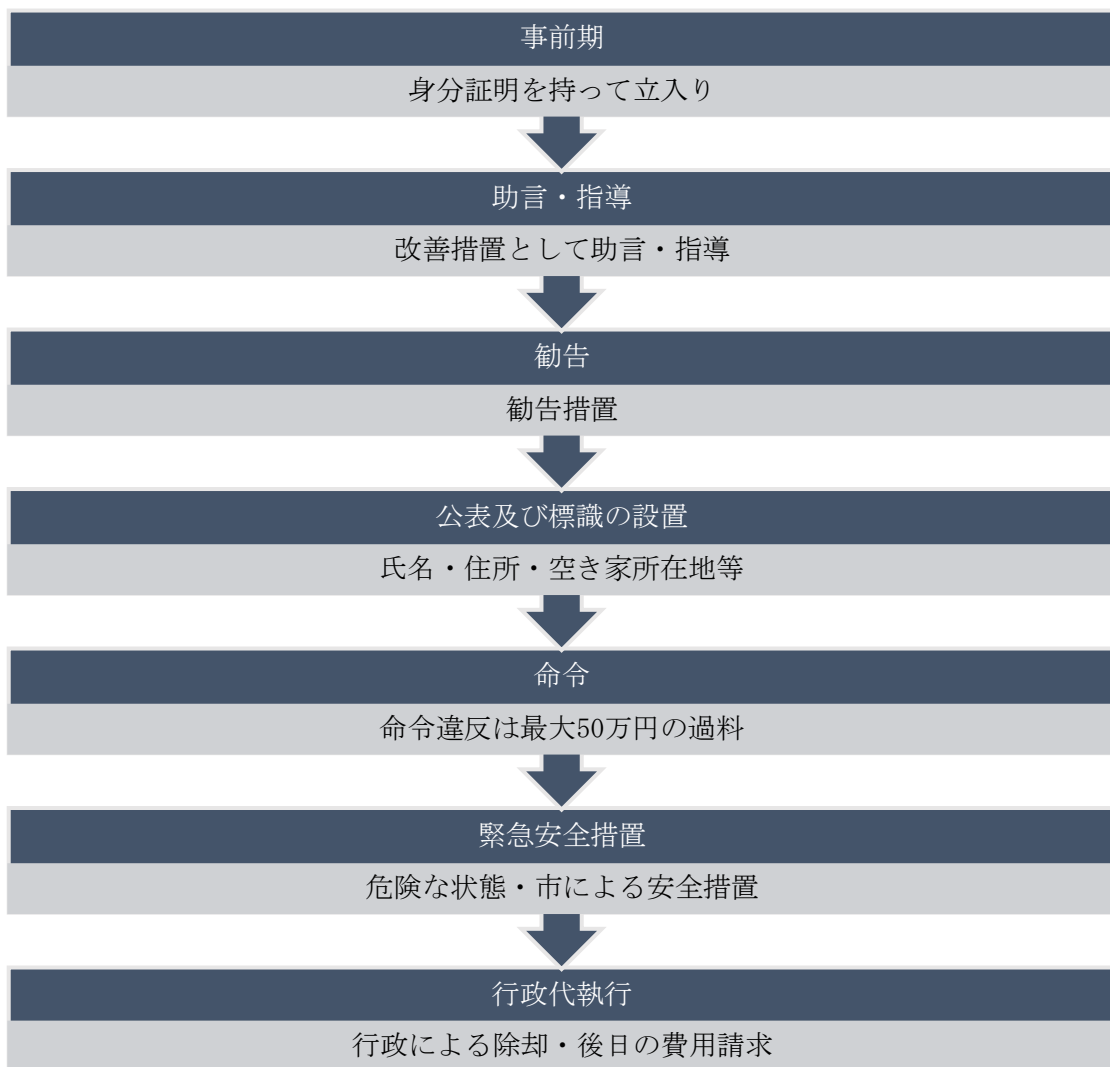 事前期
身分証明を持って立入り
助言・指導
改善措置として助言・指導
勧告
勧告措置
公表及び標識の設置
氏名・住所・空き家所在地等
命令
命令違反は最大50万円の過料
緊急安全措置
危険な状態・市による安全措置
行政代執行
行政による除却・後日の費用請求